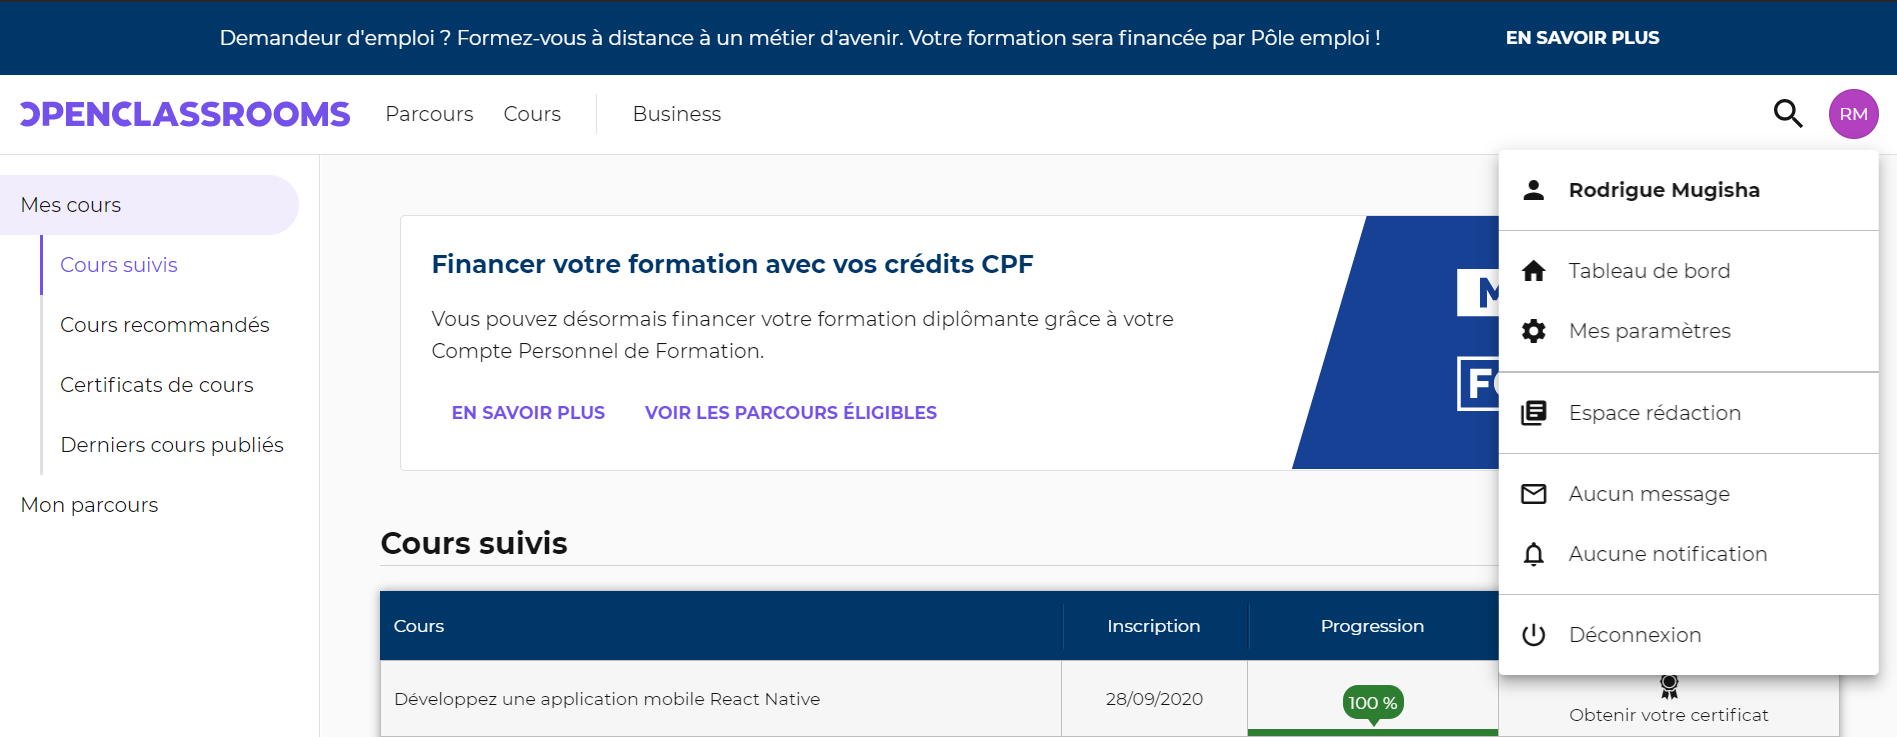 Demandeur d'emploi ? Formez-vous à distance à un métier d'avenir. Votre formation sera financée par Pôle emploi !
EN SAVOIR PLUS
OPENCLASSROOMS
Parcours
Cours
Business
RM
Mes cours
Cours suivis
Cours recommandés
Certificats de cours
Derniers cours publiés
Mon parcours
Financer votre formation avec vos crédits CPF
Vous pouvez désormais financer votre formation diplômante grâce à votre
Compte Personnel de Formation.
EN SAVOIR PLUS
VOIR LES PARCOURS ÉLIGIBLES
Rodrigue Mugisha
Tableau de bord
Mes paramètres
Espace rédaction
Aucun message
Aucune notification
Déconnexion
Cours suivis
Cours
Inscription
Progression
Développez une application mobile React Native
28/09/2020
100 %
Obtenir votre certificat